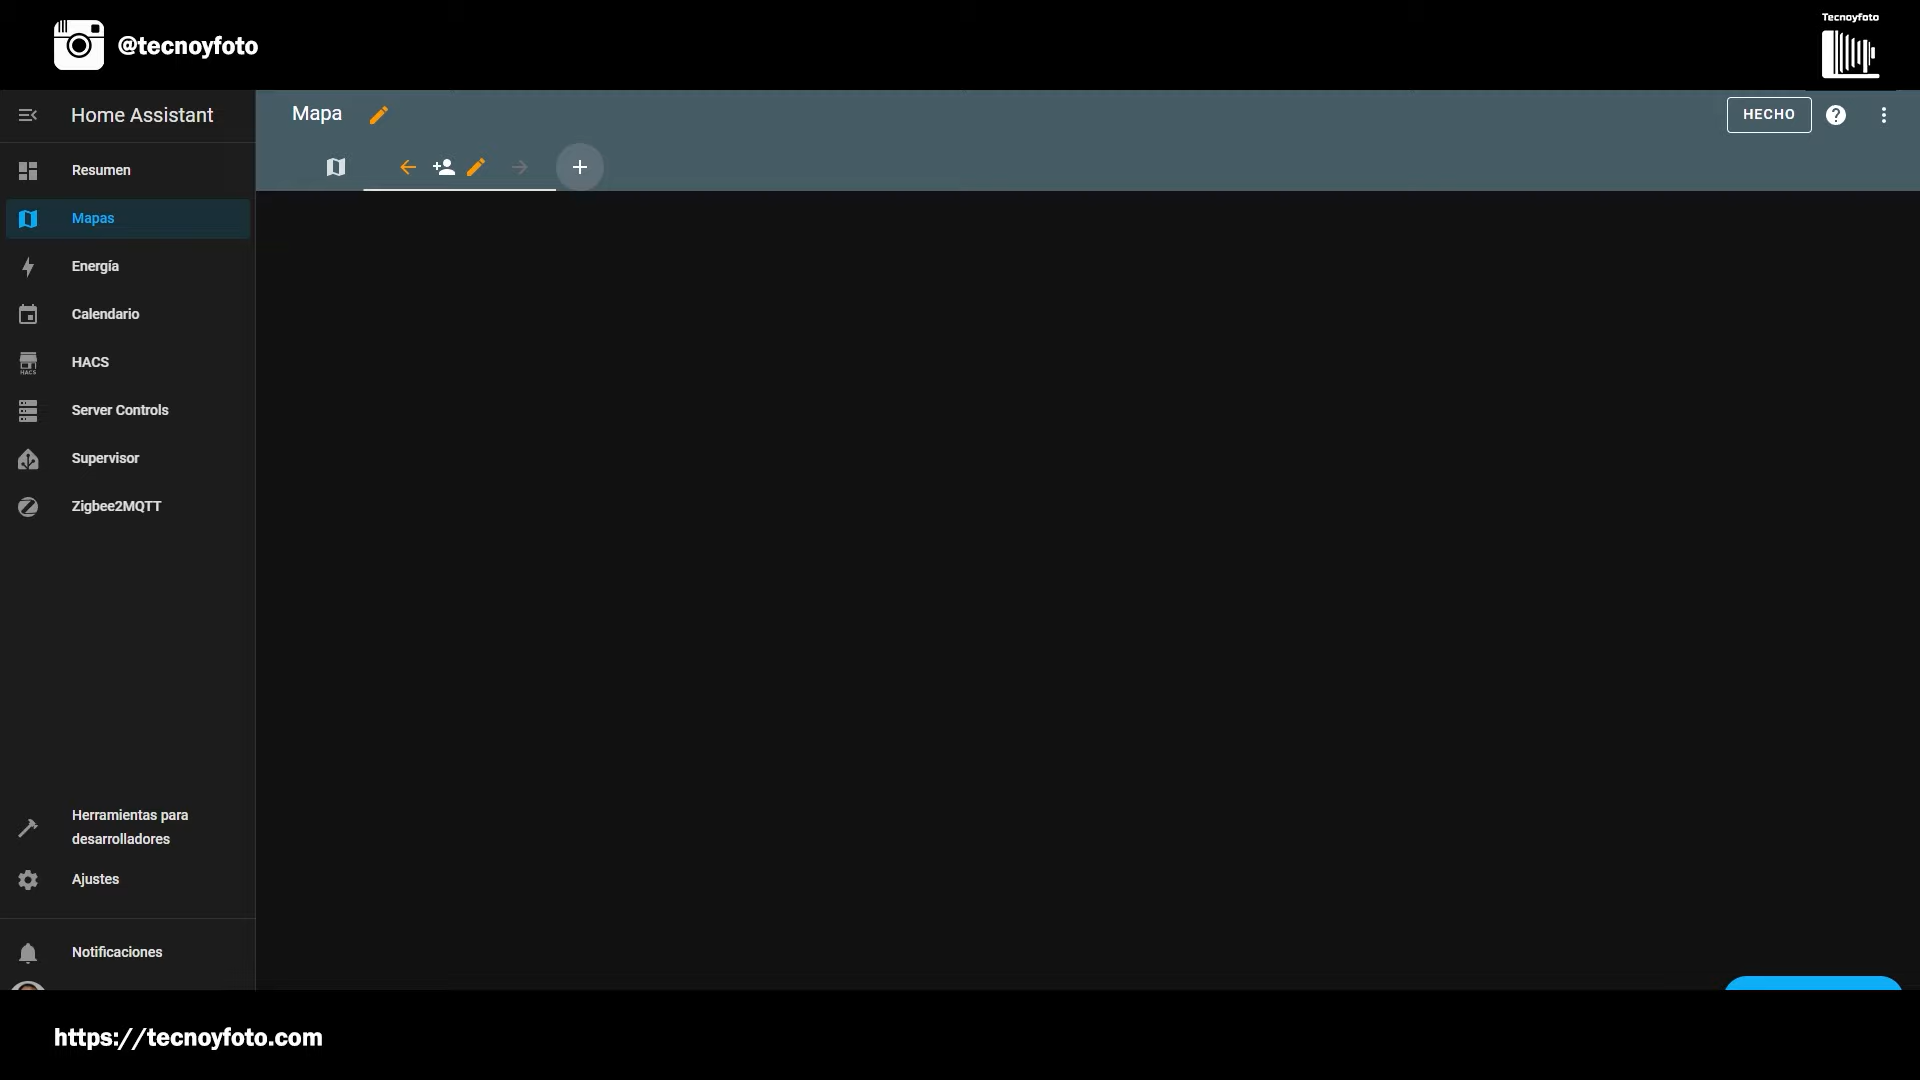 @tecnoyfoto
Tecnoyfoto
Home Assistant
Mapa
HECHO
Resumen
Mapas
Energía
Calendario
HACS
HACS
Server Controls
Supervisor
Zigbee2MQTT
Herramientas para
desarrolladores
Ajustes
Notificaciones
https://tecnoyfoto.com